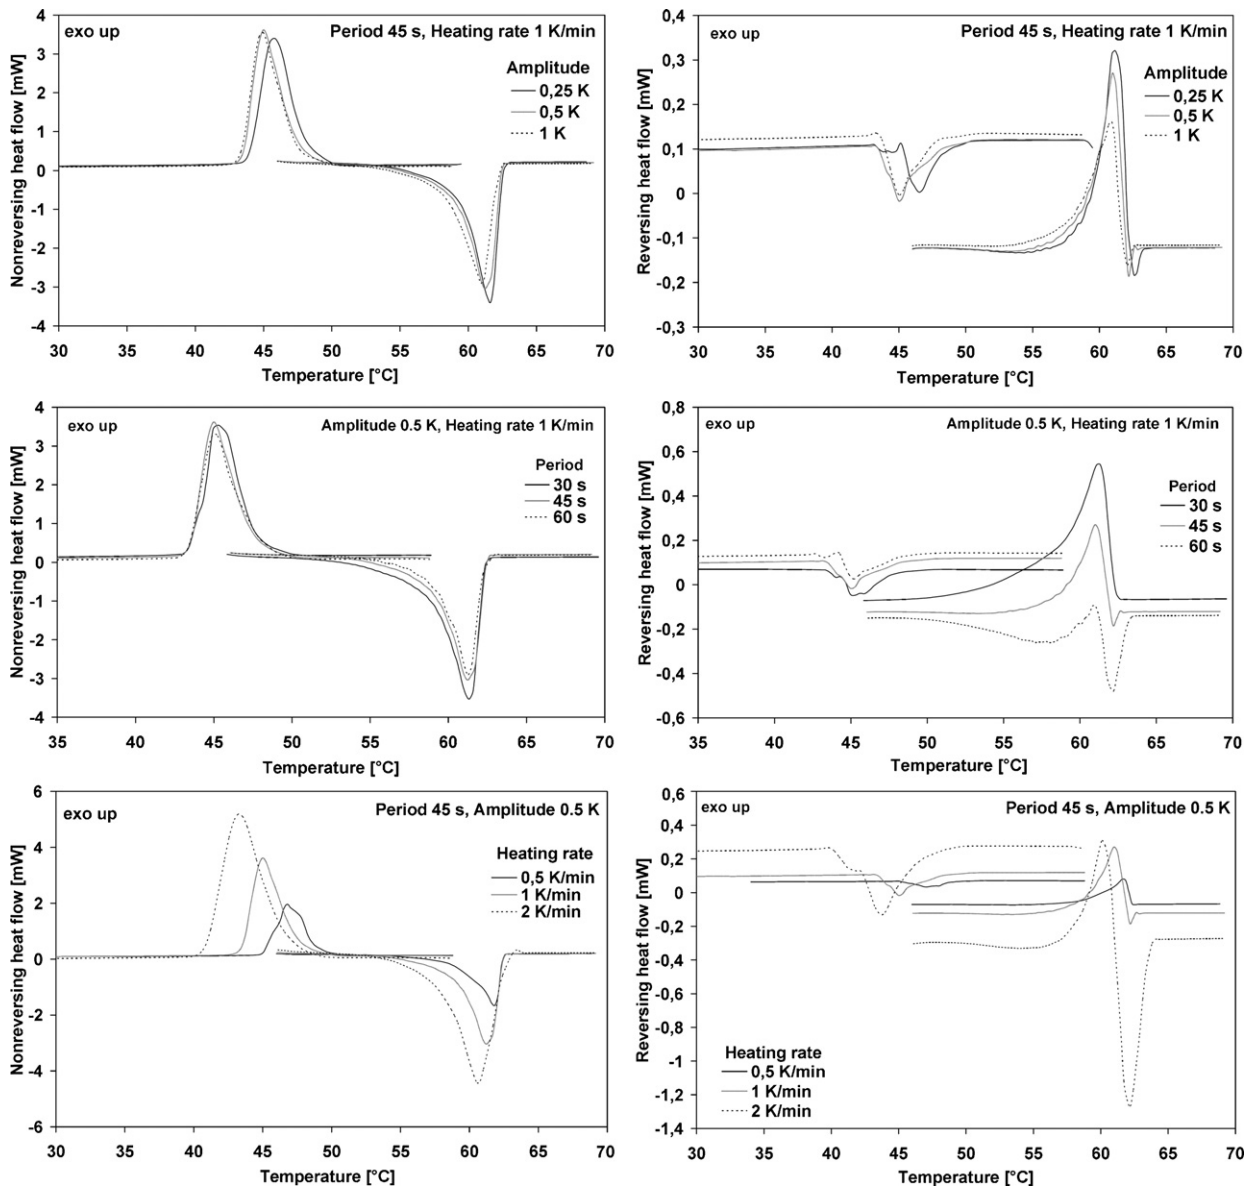 exo up
Period 45 s, Heating rate 1 K/min
Amplitude
0,25 K
0,5 K
1 K
Nonreversing heat flow [mW]
4
3
2
1
0
-1
-2
-3
-4
30 35 40 45 50 55 60 65 70
Temperature [°C]
exo up
Period 45 s, Heating rate 1 K/min
Amplitude
0,25 K
0,5 K
1 K
Reversing heat flow [mW]
0,4
0,3
0,2
0,1
0
-0,1
-0,2
-0,3
30 35 40 45 50 55 60 65 70
Temperature [°C]
exo up
Amplitude 0.5 K, Heating rate 1 K/min
Period
30 s
45 s
60 s
Nonreversing heat flow [mW]
4
3
2
1
0
-1
-2
-3
-4
35 40 45 50 55 60 65 70
Temperature [°C]
exo up
Amplitude 0.5 K, Heating rate 1 K/min
Period
30 s
45 s
60 s
Reversing heat flow [mW]
0,8
0,6
0,4
0,2
0
-0,2
-0,4
-0,6
35 40 45 50 55 60 65 70
Temperature [°C]
exo up
Period 45 s, Amplitude 0.5 K
Heating rate
0,5 K/min
1 K/min
2 K/min
Nonreversing heat flow [mW]
6
4
2
0
-2
-4
-6
30 35 40 45 50 55 60 65 70
Temperature [°C]
exo up
Period 45 s, Amplitude 0.5 K
Reversing heat flow [mW]
0,6
0,4
0,2
0
-0,2
-0,4
-0,6
-0,8
-1
-1,2
-1,4
Heating rate
0,5 K/min
1 K/min
2 K/min
30 35 40 45 50 55 60 65 70
Temperature [°C]